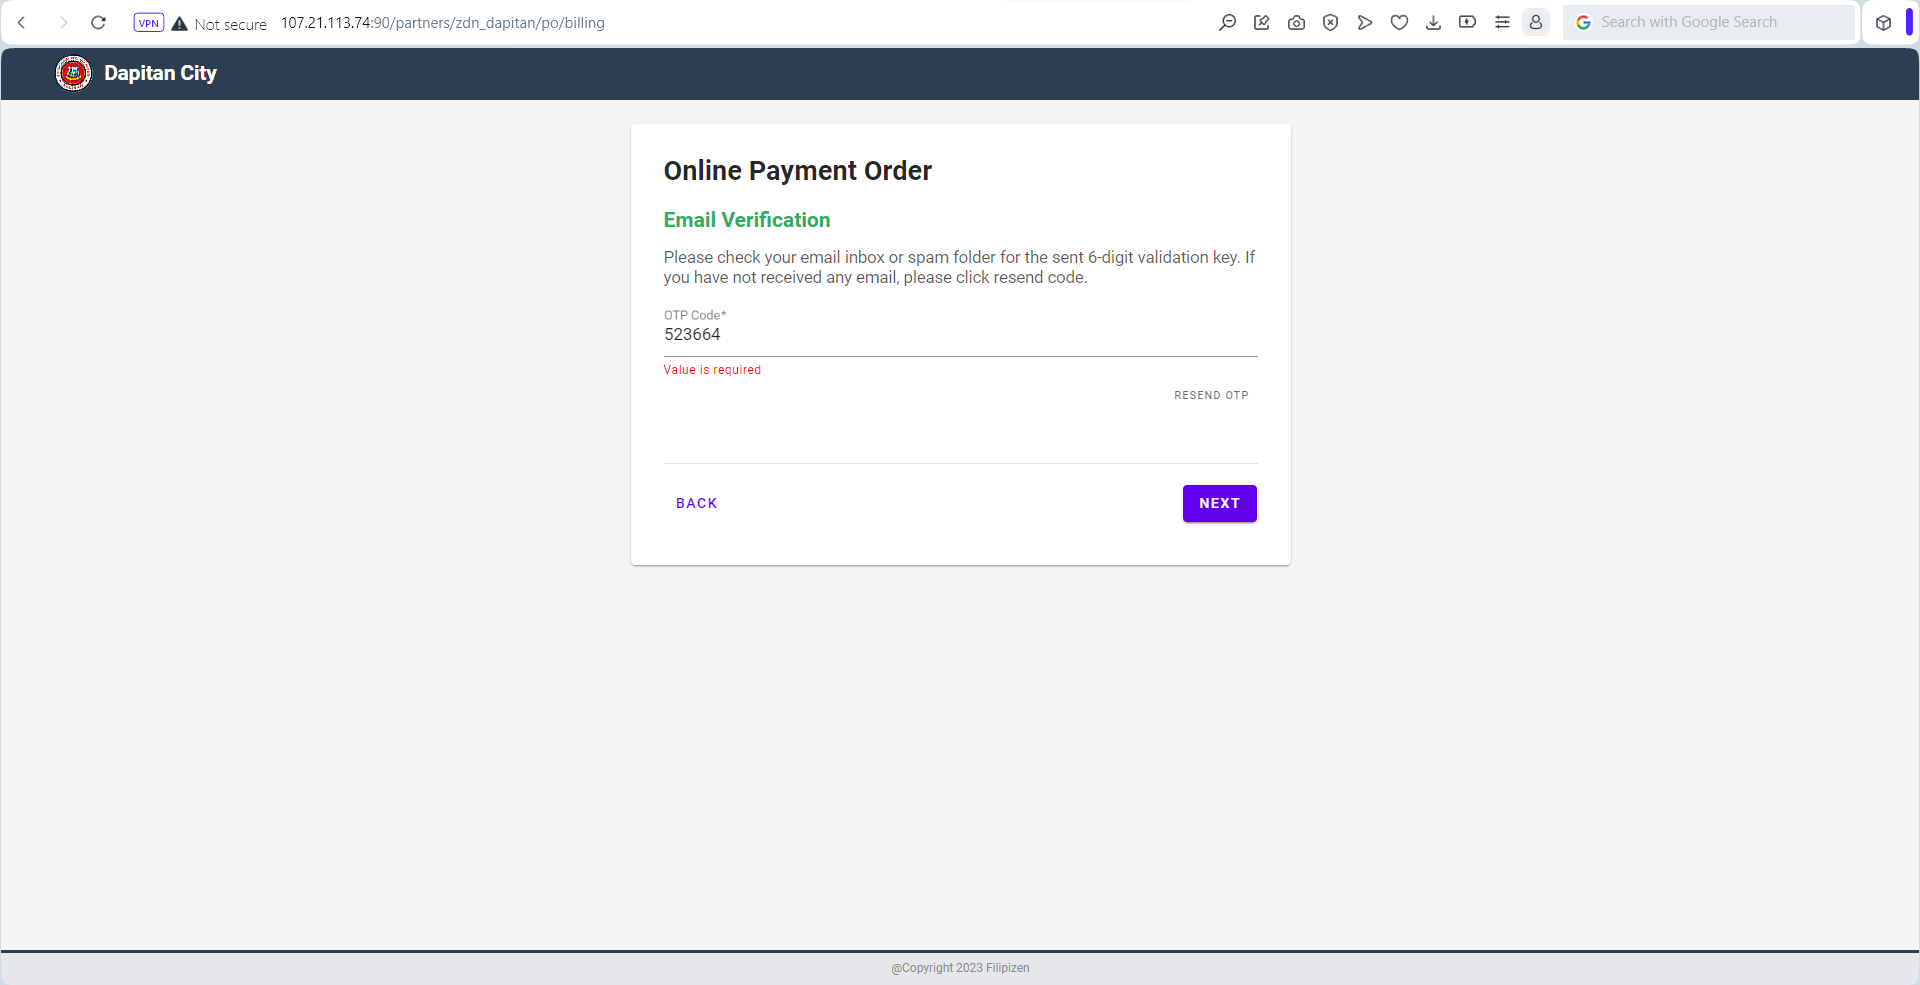 VPN
Not secure
107.21.113.74:90/partners/zdn_dapitan/po/billing
Search with Google Search
Dapitan City
Online Payment Order
Email Verification
Please check your email inbox or spam folder for the sent 6-digit validation key. If
you have not received any email, please click resend code.
OTP Code*
523664
Value is required
RESEND OTP
BACK
NEXT
@Copyright 2023 Filipizen